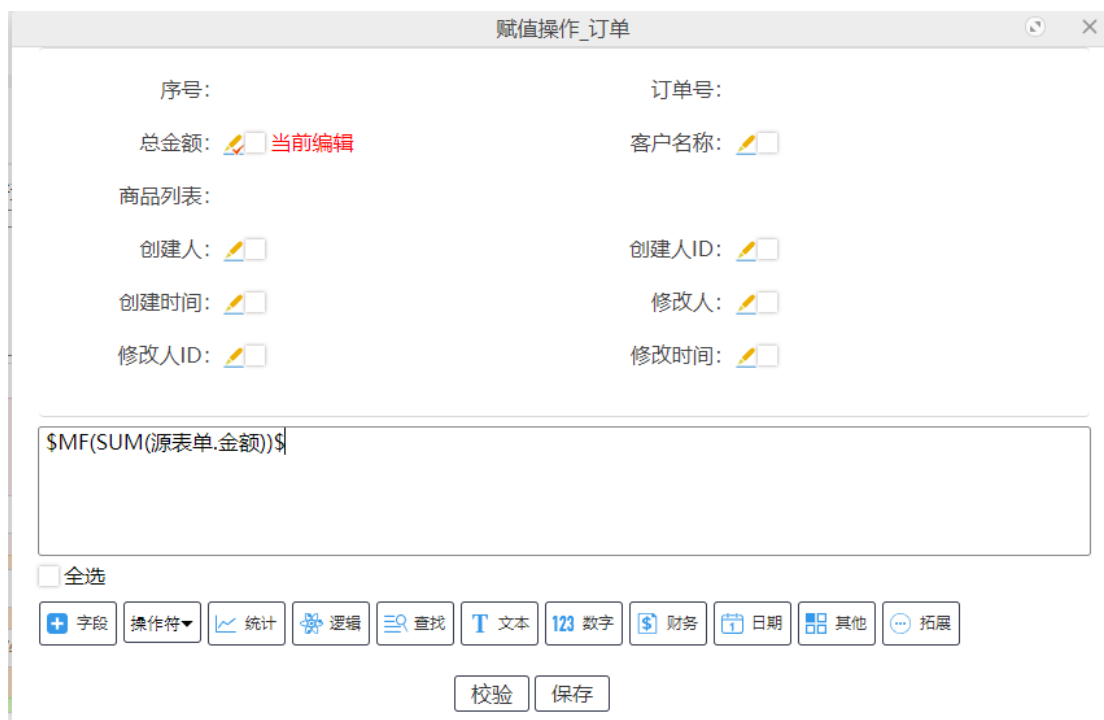 赋值操作_订单
序号：
订单号：
总金额： 当前编辑
客户名称：
商品列表：
创建人：
创建人ID：
创建时间：
修改人：
修改人ID：
修改时间：
$MF(SUM(源表单.金额))$
全选
字段 操作符 统计 逻辑 查找 文本 123 数字 财务 日期 其他 拓展
校验 保存